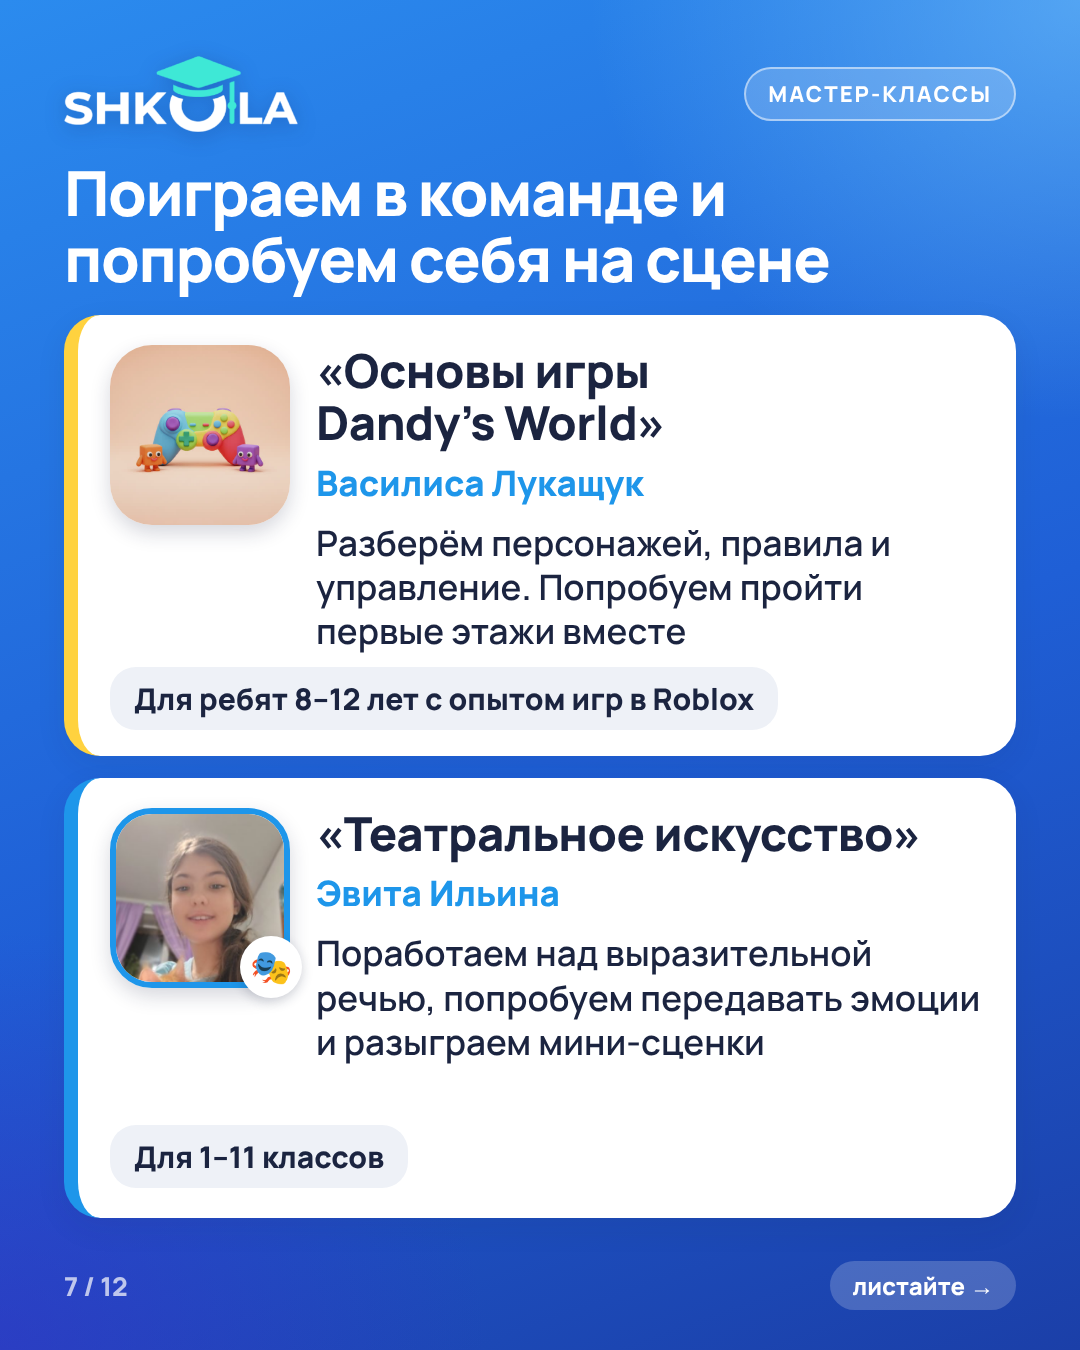 SHKOLA
МАСТЕР-КЛАССЫ
Поиграем в команде и
попробуем себя на сцене
«Основы игры
Dandy’s World»
Василиса Лукащук
Разберём персонажей, правила и
управление. Попробуем пройти
первые этажи вместе
Для ребят 8–12 лет с опытом игр в Roblox
«Театральное искусство»
Эвита Ильина
Поработаем над выразительной
речью, попробуем передавать эмоции
и разыграем мини-сценки
Для 1–11 классов
7 / 12
листайте →